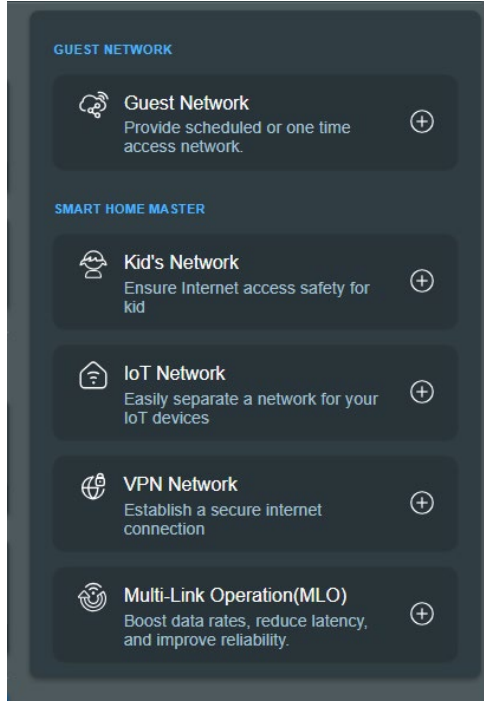 GUEST NETWORK
Guest Network
Provide scheduled or one time
access network.
SMART HOME MASTER
Kid's Network
Ensure Internet access safety for
kid
IoT Network
Easily separate a network for your
IoT devices
VPN Network
Establish a secure internet
connection
Multi-Link Operation(MLO)
Boost data rates, reduce latency,
and improve reliability.